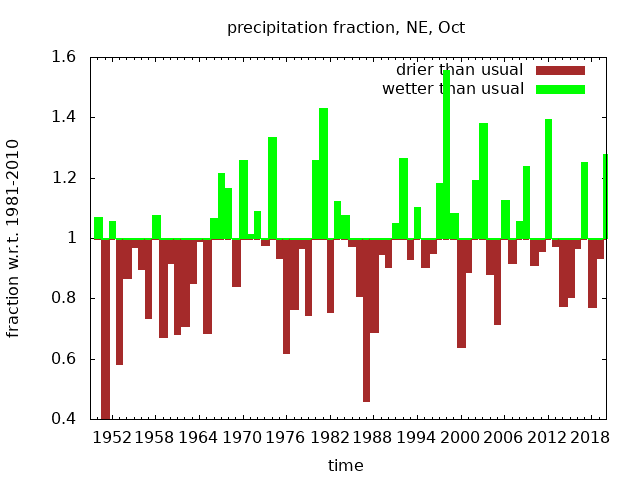 precipitation fraction, NE, Oct
drier than usual
wetter than usual
fraction w.r.t. 1981-2010
1.6
1.4
1.2
1
0.8
0.6
0.4
1952 1958 1964 1970 1976 1982 1988 1994 2000 2006 2012 2018
time